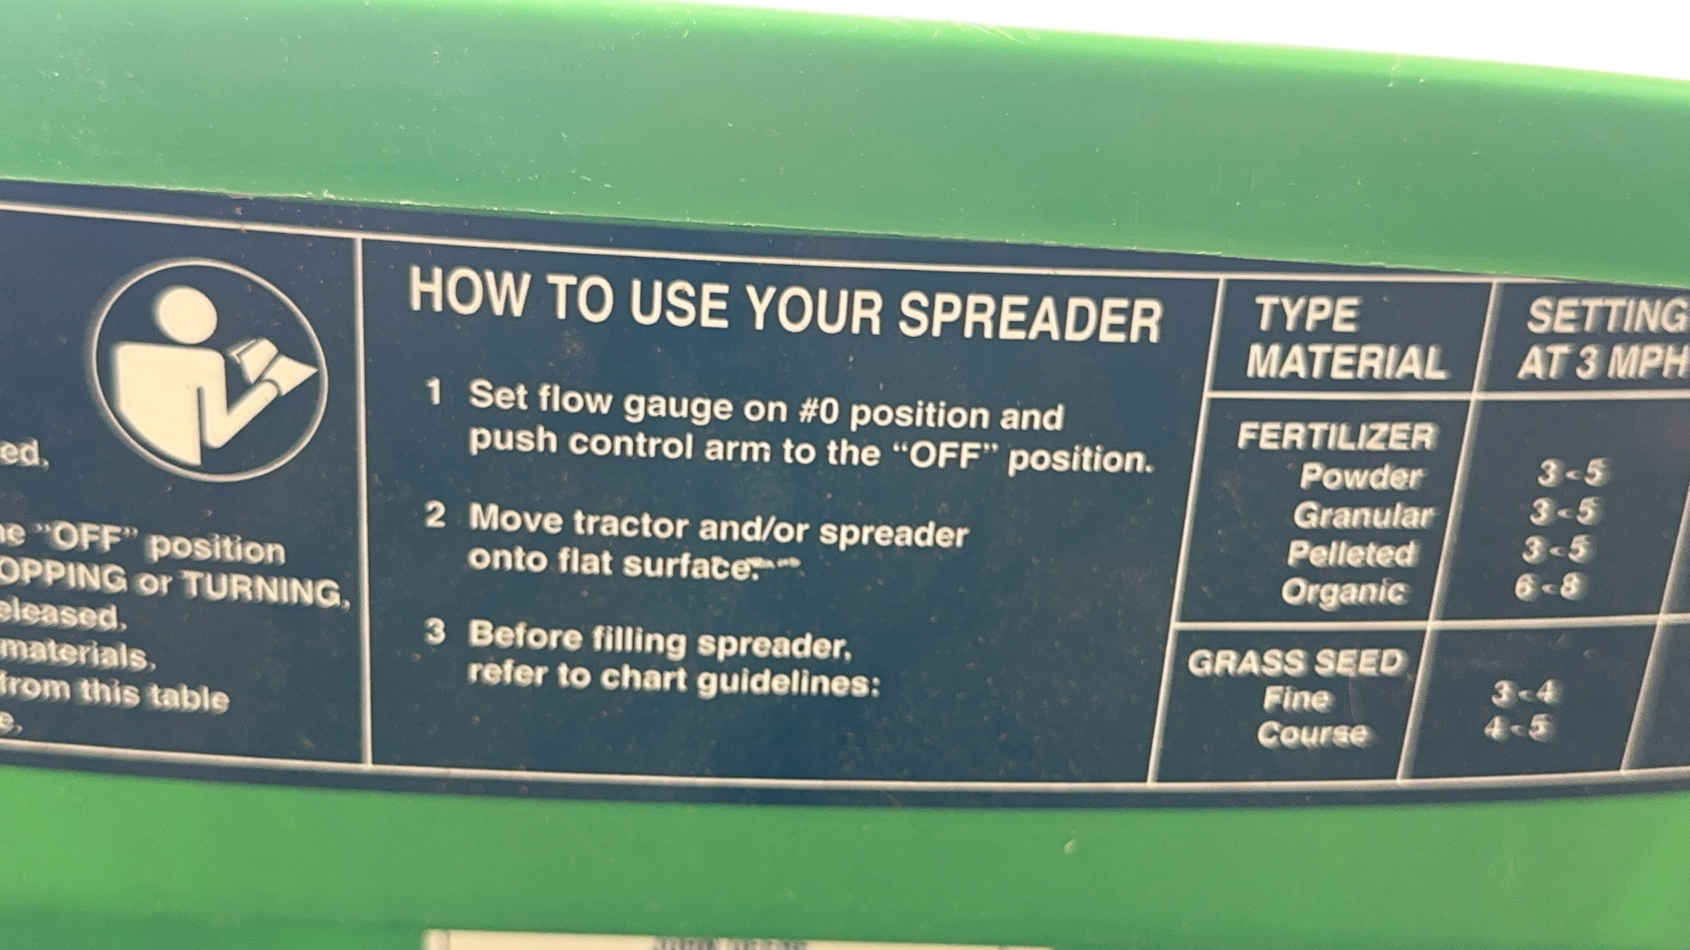 ed,
"OFF" position
or TURNING,
materials,
from this table
HOW TO USE YOUR SPREADER
1 Set flow gauge on #0 position and
push control arm to the "OFF" position.
2 Move tractor and/or spreader
onto flat surface.
3 Before filling spreader,
refer to chart guidelines:
TYPE MATERIAL
SETTING AT 3 MPH
FERTILIZER
Powder 3-5
Granular 3-5
Pelleted 3-5
Organic 6-8
GRASS SEED
Fine 3-4
Course 4-5